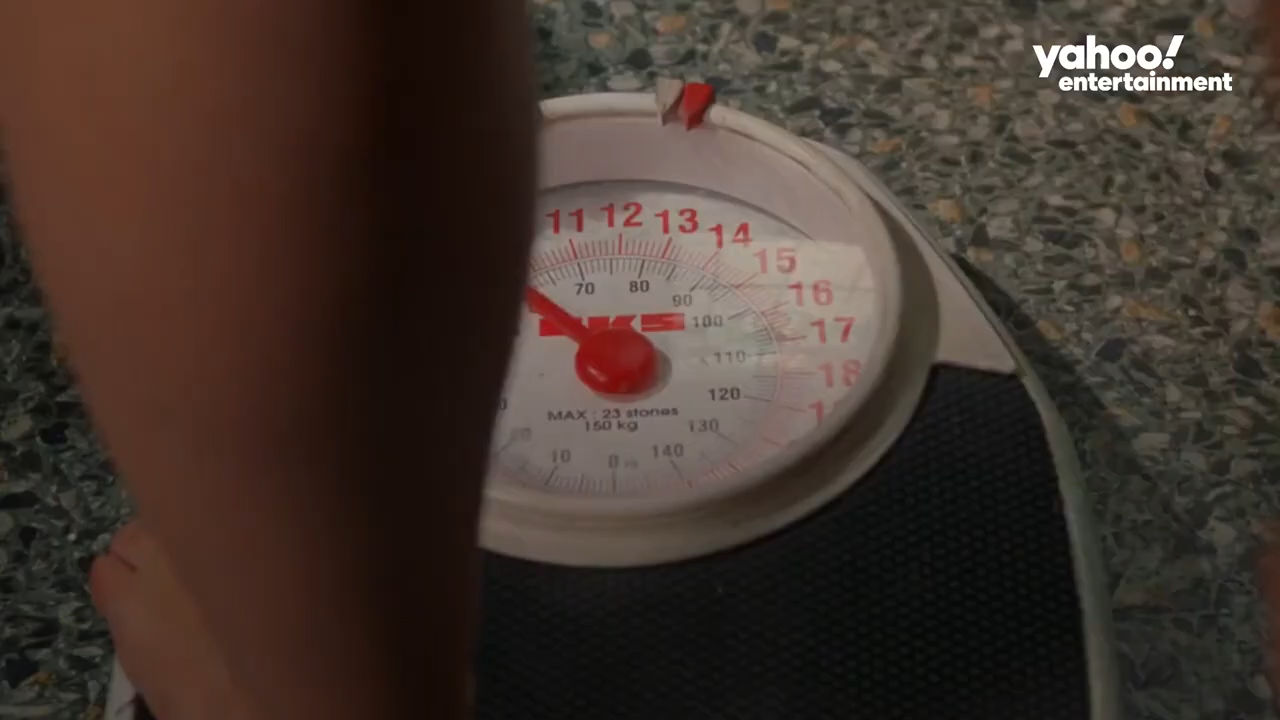 yahoo!
entertainment
11 12 13 14 15 16 17 18
70 80 90 100 110 120 130 140
MAX : 23 stones
150 kg
10 0